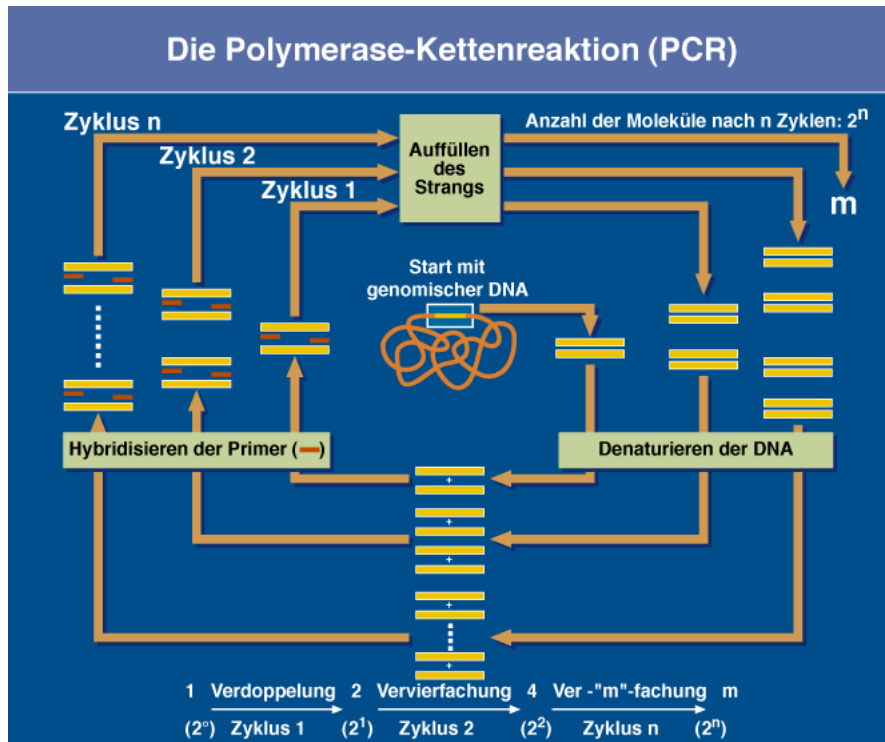 Die Polymerase-Kettenreaktion (PCR)
Zyklus n
Anzahl der Moleküle nach n Zyklen: 2ⁿ
Zyklus 2
Auffüllen
des
Strangs
Zyklus 1
m
Start mit
genomischer DNA
Hybridisieren der Primer (—)
Denaturieren der DNA
+
+
+
+
+
1 Verdoppelung 2 Vervierfachung 4 Ver -"m"-fachung m
(2°) Zyklus 1 (2¹) Zyklus 2 (2²) Zyklus n (2ⁿ)